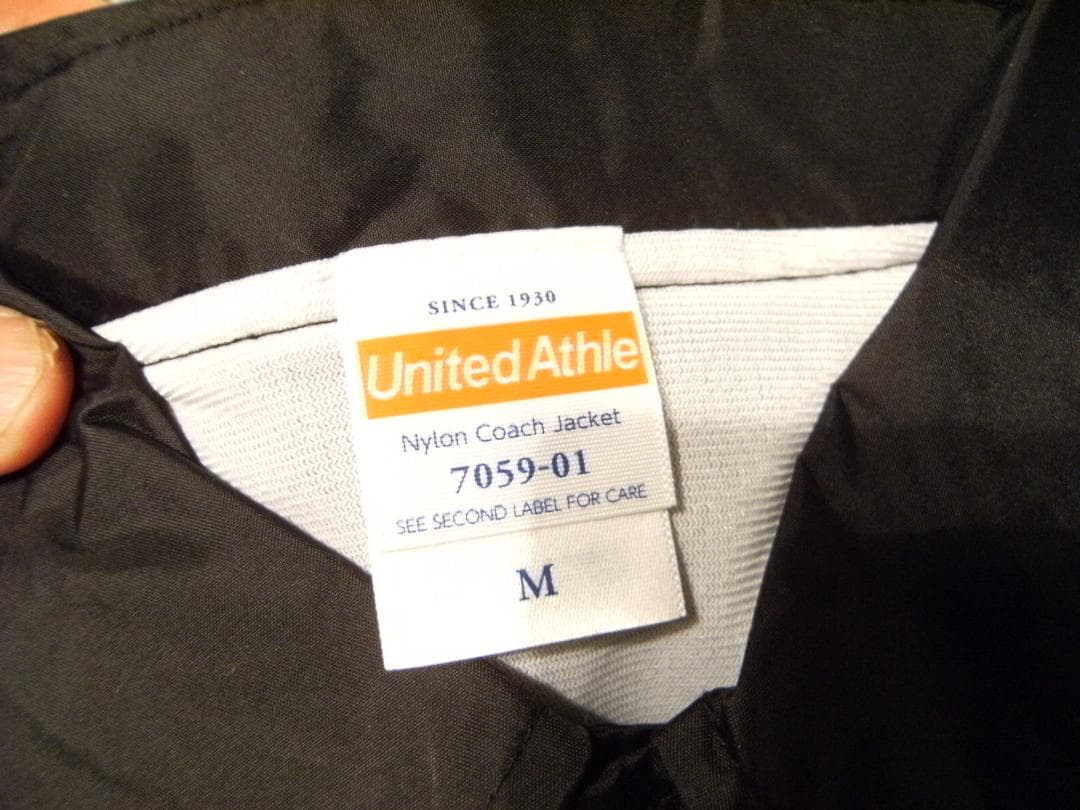 SINCE 1930
United Athle
Nylon Coach Jacket
7059-01
SEE SECOND LABEL FOR CARE
M